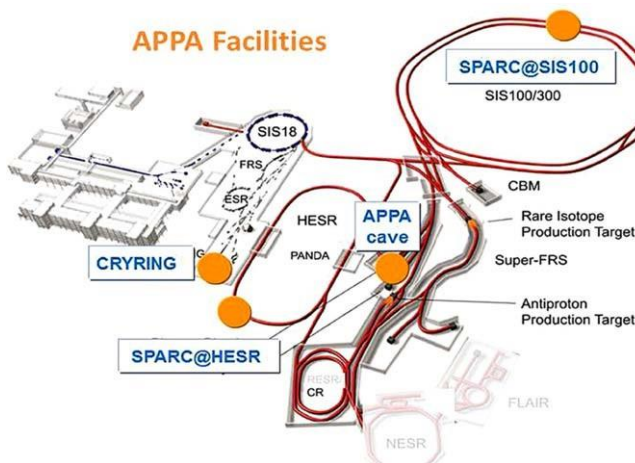 APPA Facilities
SPARC@SIS100
SIS100/300
SIS18
FRS
CBM
ESR
HESR
APPA
cave
Rare Isotope
Production Target
CRYRING
PANDA
Super-FRS
Antiproton
Production Target
SPARC@HESR
RESR
CR
FLAIR
NESR